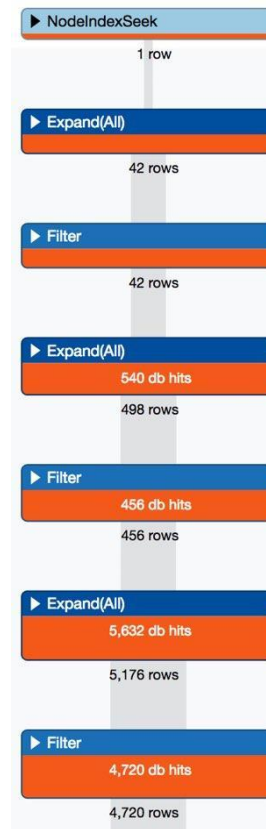 ▶ NodeIndexSeek
1 row
▶ Expand(All)
42 rows
▶ Filter
42 rows
▶ Expand(All)
540 db hits
498 rows
▶ Filter
456 db hits
456 rows
▶ Expand(All)
5,632 db hits
5,176 rows
▶ Filter
4,720 db hits
4,720 rows